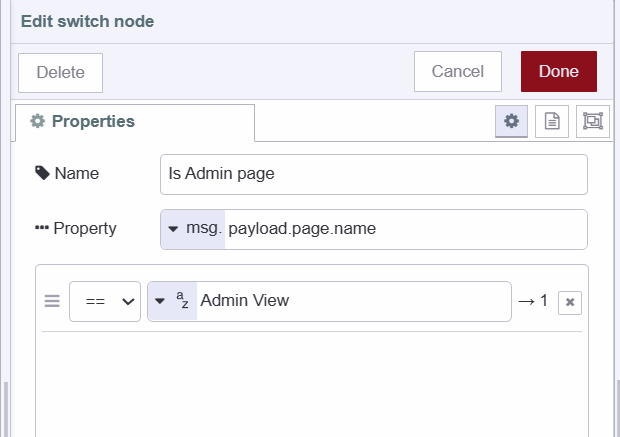 Edit switch node
Delete Cancel Done
Properties
Name Is Admin page
Property msg. payload.page.name
== az Admin View → 1